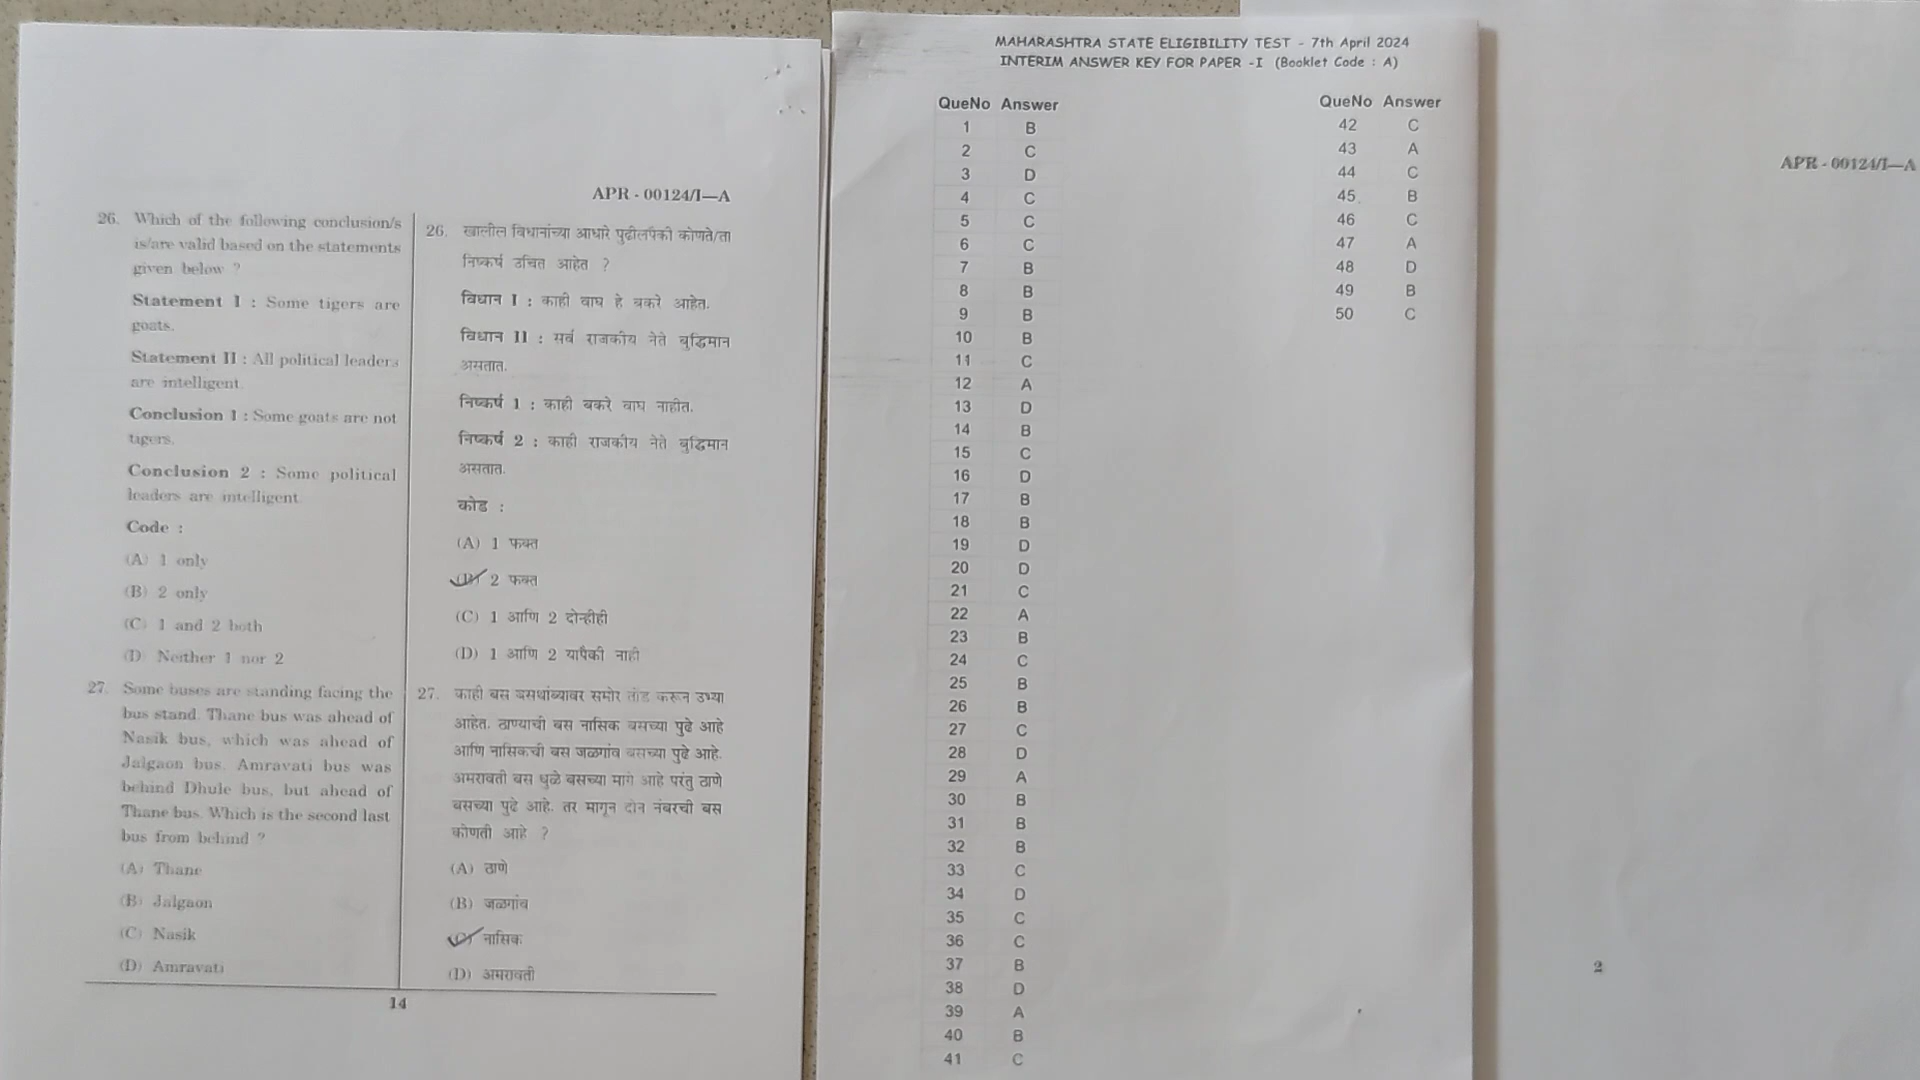 APR - 00124/I—A
26. Which of the following conclusion/s
is/are valid based on the statements
given below ?
Statement I : Some tigers are
goats.
Statement II : All political leaders
are intelligent.
Conclusion 1 : Some goats are not
tigers.
Conclusion 2 : Some political
leaders are intelligent.
Code :
(A) 1 only
(B) 2 only
(C) 1 and 2 both
(D) Neither 1 nor 2
27. Some buses are standing facing the
bus stand. Thane bus was ahead of
Nasik bus, which was ahead of
Jalgaon bus. Amravati bus was
behind Dhule bus, but ahead of
Thane bus. Which is the second last
bus from behind ?
(A) Thane
(B) Jalgaon
(C) Nasik
(D) Amravati
26. खालील विधानांच्या आधारे पुढीलपैकी कोणते/ता
निष्कर्ष उचित आहेत ?
विधान I : काही वाघ हे बकरे आहेत.
विधान II : सर्व राजकीय नेते बुद्धिमान
असतात.
निष्कर्ष 1 : काही बकरे वाघ नाहीत.
निष्कर्ष 2 : काही राजकीय नेते बुद्धिमान
असतात.
कोड :
(A) 1 फक्त
(B) 2 फक्त
(C) 1 आणि 2 दोन्हीही
(D) 1 आणि 2 यापैकी नाही
27. काही बस बसथांब्यावर समोर तोंड करून उभ्या
आहेत. ठाण्याची बस नासिक बसच्या पुढे आहे
आणि नासिकची बस जळगांव बसच्या पुढे आहे.
अमरावती बस धुळे बसच्या मागे आहे परंतु ठाणे
बसच्या पुढे आहे. तर मागून दोन नंबरची बस
कोणती आहे ?
(A) ठाणे
(B) जळगांव
(C) नासिक
(D) अमरावती
14
MAHARASHTRA STATE ELIGIBILITY TEST - 7th April 2024
INTERIM ANSWER KEY FOR PAPER -I (Booklet Code : A)
QueNo Answer
1 B
2 C
3 D
4 C
5 C
6 C
7 B
8 B
9 B
10 B
11 C
12 A
13 D
14 B
15 C
16 D
17 B
18 B
19 D
20 D
21 C
22 A
23 B
24 C
25 B
26 B
27 C
28 D
29 A
30 B
31 B
32 B
33 C
34 D
35 C
36 C
37 B
38 D
39 A
40 B
41 C
QueNo Answer
42 C
43 A
44 C
45 B
46 C
47 A
48 D
49 B
50 C
APR - 00124/I—A
2